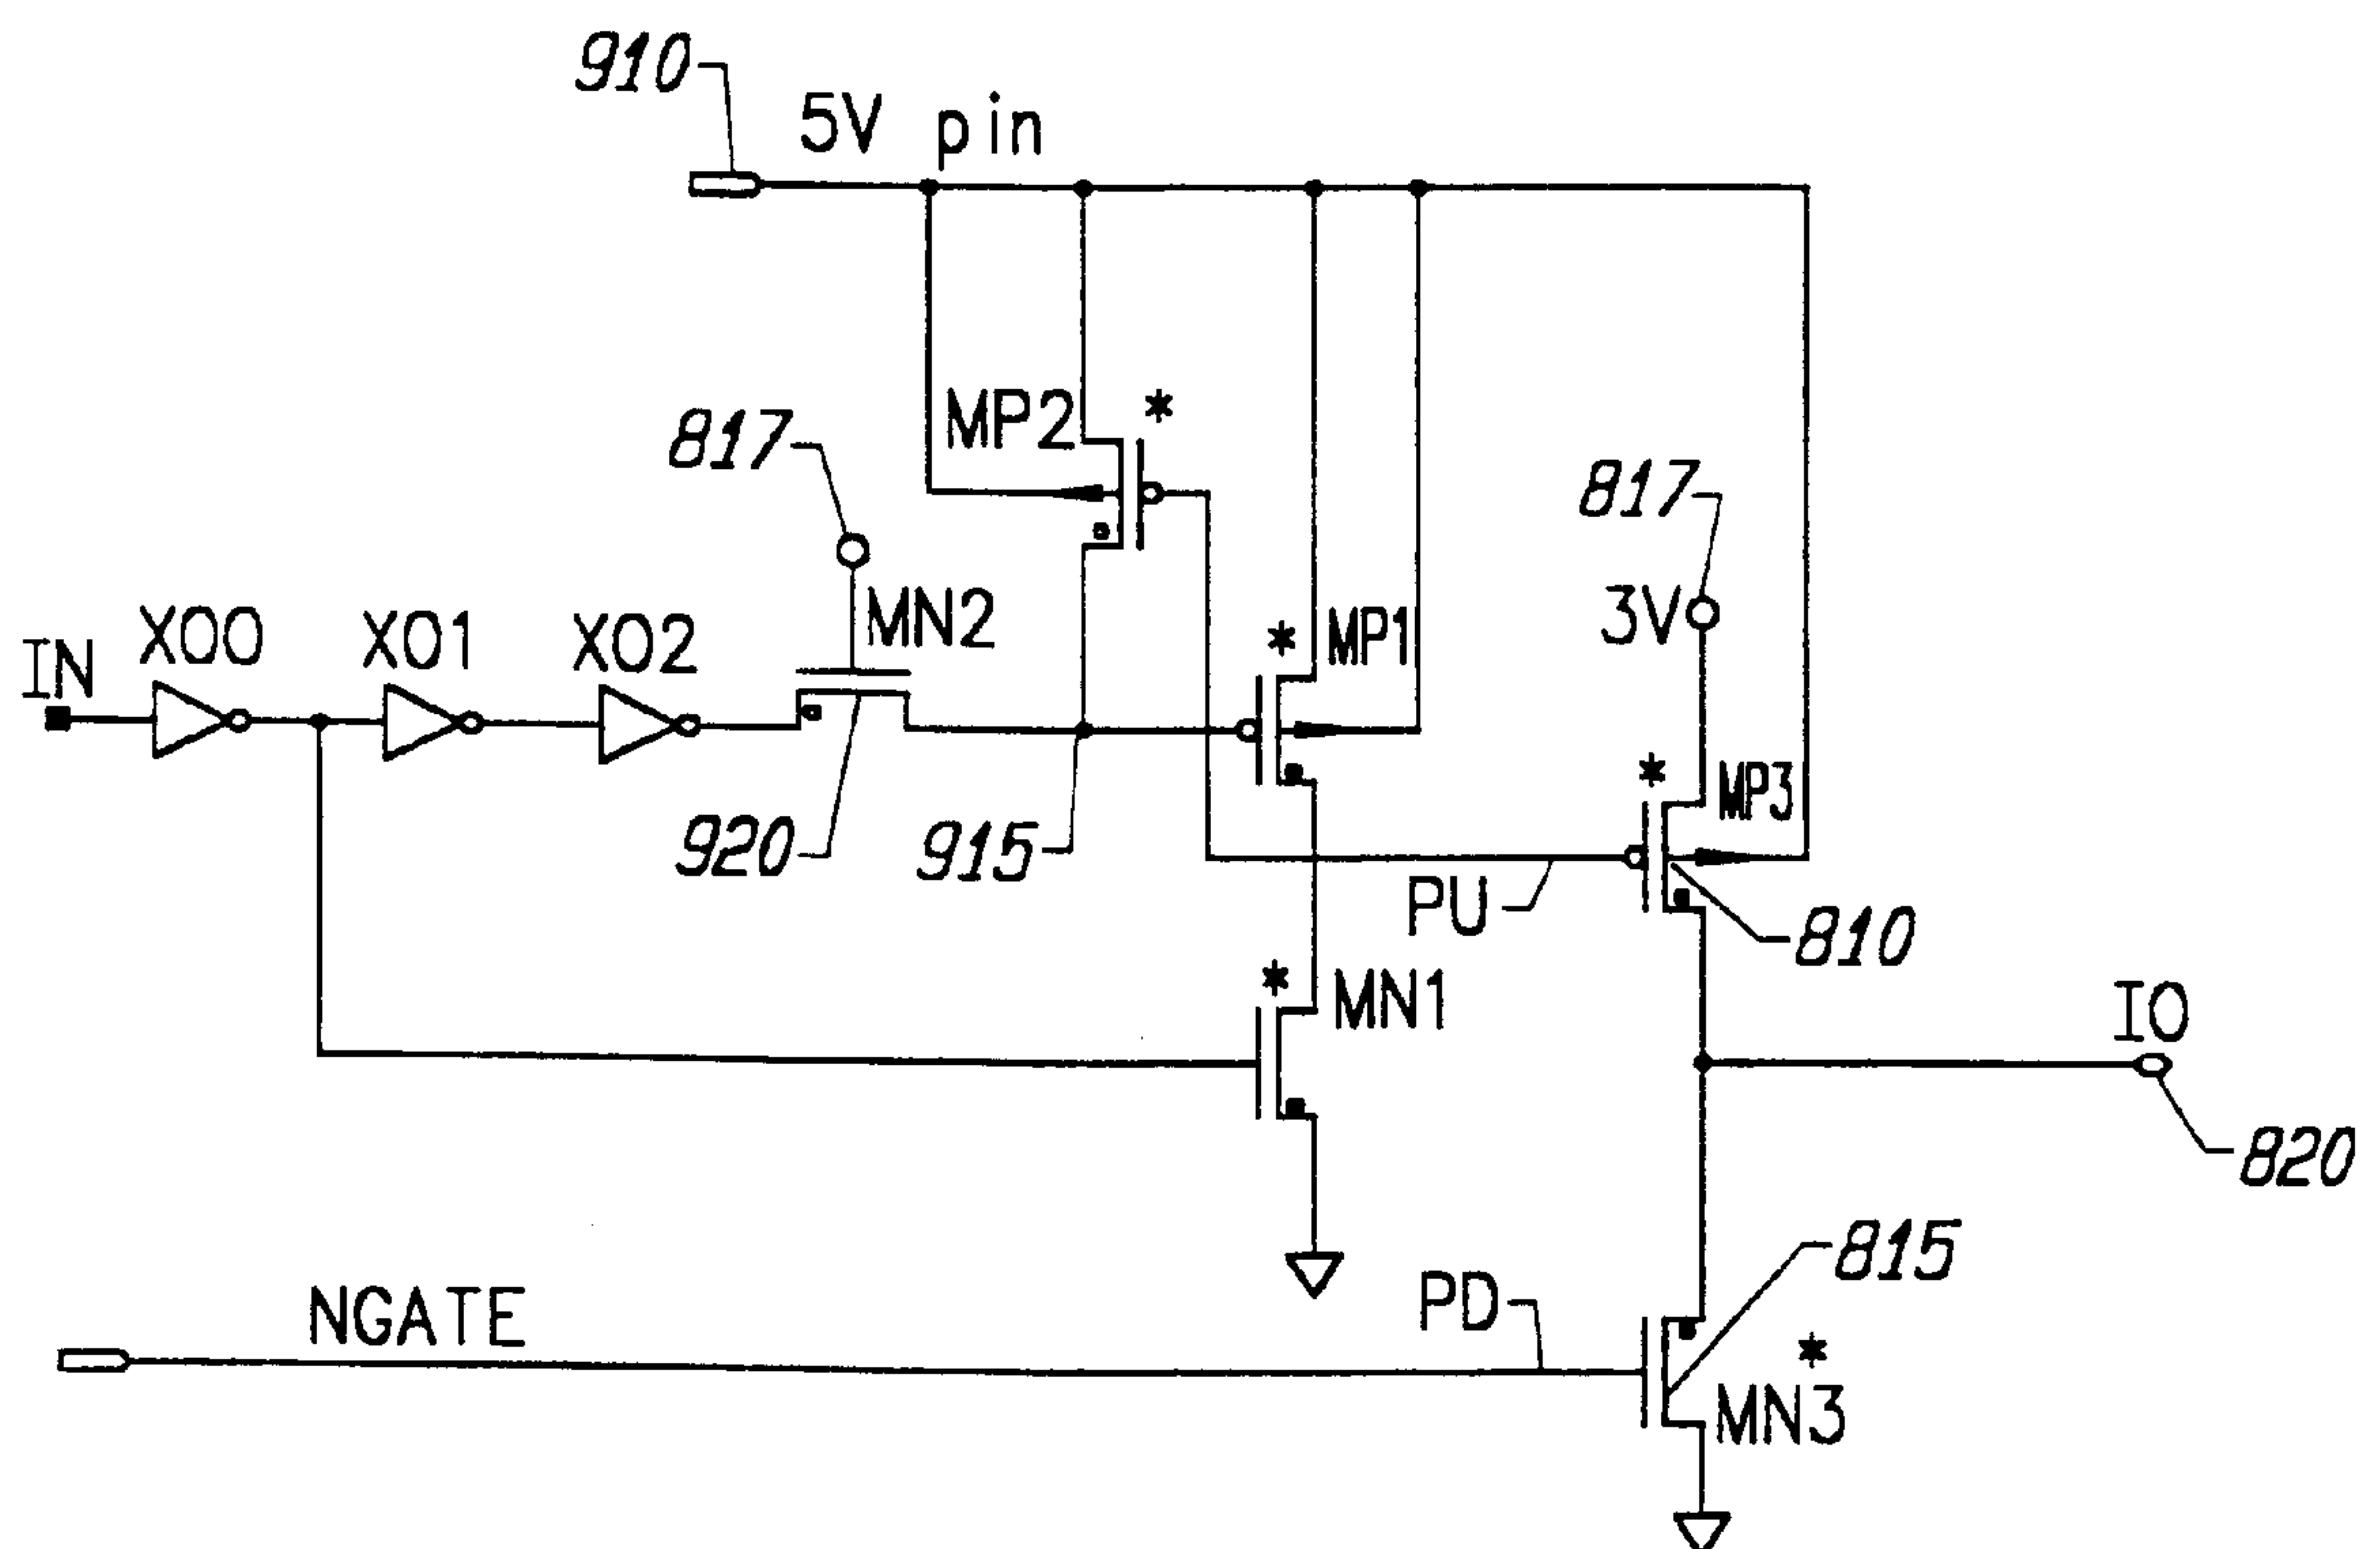 910
5V pin
MP2 *
817
817
3V
MN2
* MP1
IN X00 X01 X02
* MP3
920
915
PU
810
* MN1
IO
820
815
NGATE
PD
*
MN3